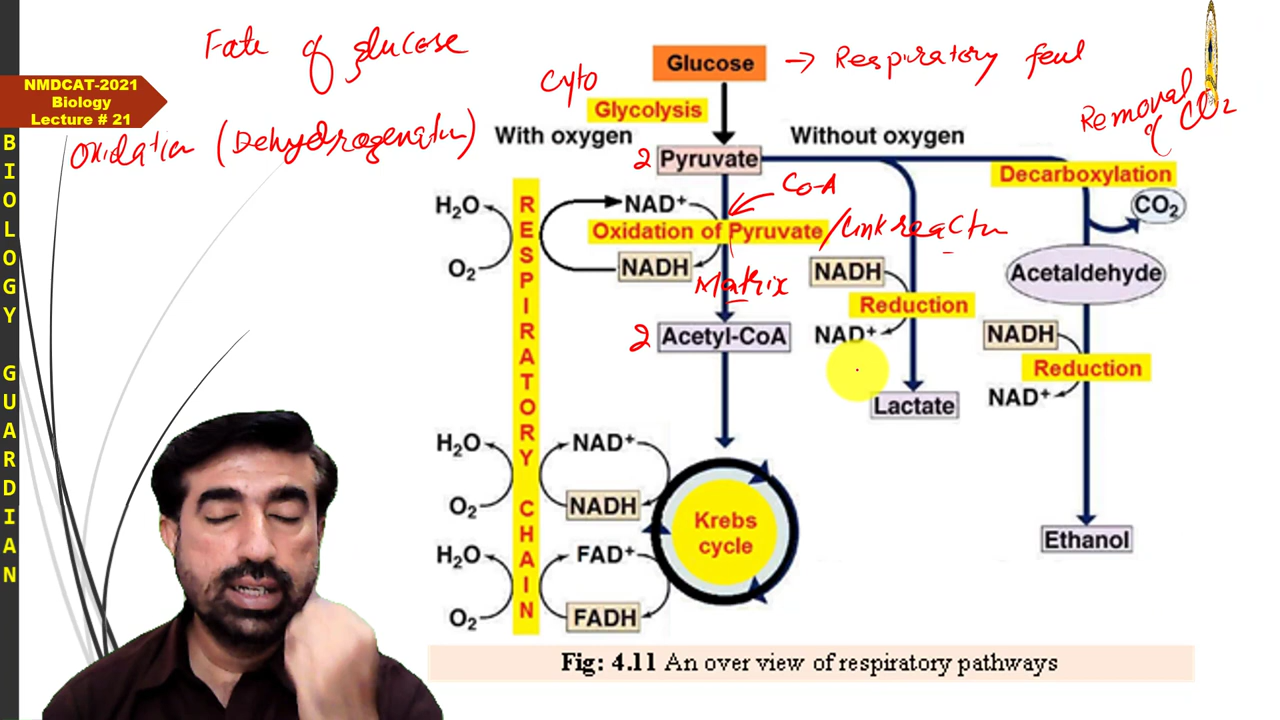 Fate of glucose
NMDCAT-2021
Biology
Lecture # 21
BIOLOGY GUARDIAN
Oxidation (Dehydrogenatn)
Glucose → Respiratory feul
Cyto
Glycolysis
Removal of CO2
With oxygen
Without oxygen
2 Pyruvate
Decarboxylation
CO₂
RESPIRATORY CHAIN
H₂O
O₂
NAD⁺
Co-A
Oxidation of Pyruvate / Link reactn
NADH
Matrix
NADH
Reduction
NAD⁺
Acetaldehyde
NADH
Reduction
NAD⁺
2 Acetyl-CoA
Lactate
H₂O
O₂
NAD⁺
NADH
Krebs
cycle
H₂O
O₂
FAD⁺
FADH
Ethanol
Fig: 4.11 An over view of respiratory pathways